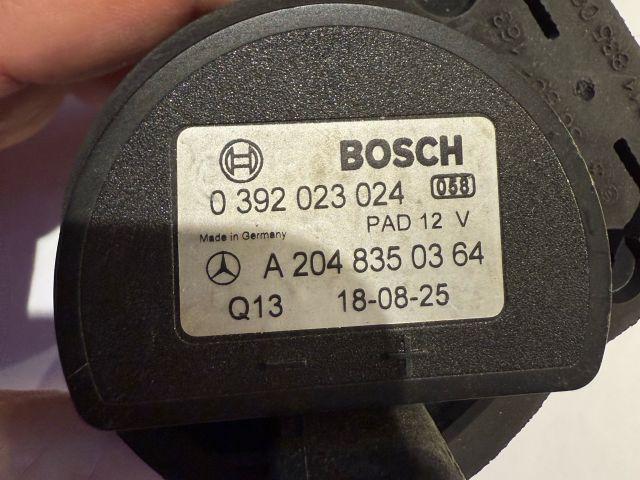 BOSCH
0 392 023 024 058
PAD 12 V
Made in Germany
A 204 835 03 64
Q13 18-08-25
- +